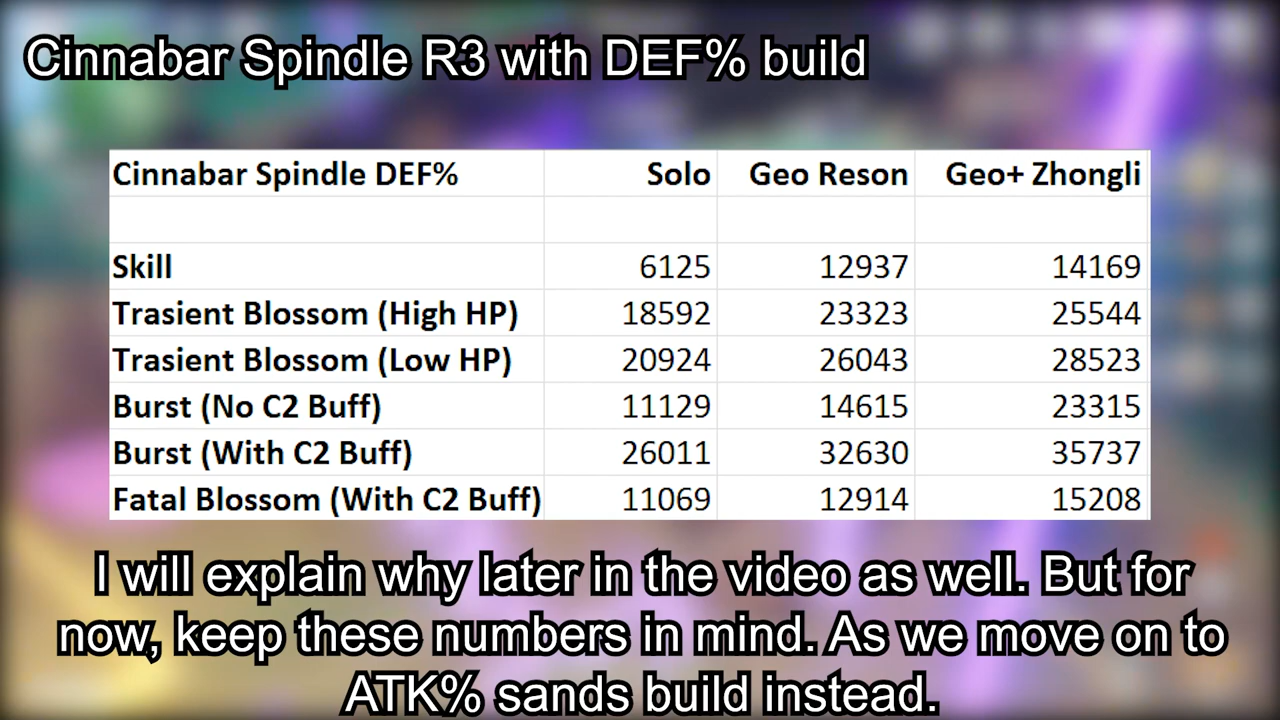 Cinnabar Spindle R3 with DEF% build
Cinnabar Spindle DEF% Solo Geo Reson Geo+ Zhongli
Skill 6125 12937 14169
Trasient Blossom (High HP) 18592 23323 25544
Trasient Blossom (Low HP) 20924 26043 28523
Burst (No C2 Buff) 11129 14615 23315
Burst (With C2 Buff) 26011 32630 35737
Fatal Blossom (With C2 Buff) 11069 12914 15208
I will explain why later in the video as well. But for
now, keep these numbers in mind. As we move on to
ATK% sands build instead.